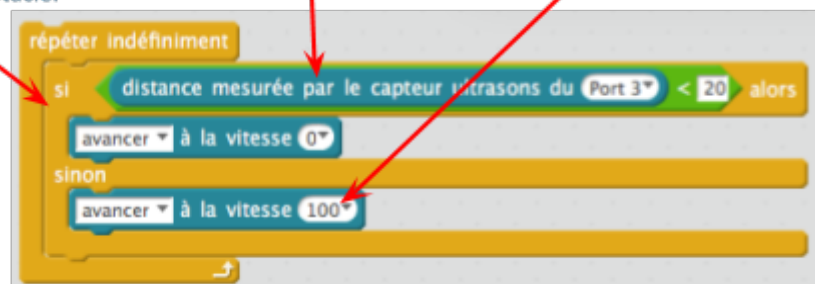 répéter indéfiniment
si distance mesurée par le capteur ultrasons du Port 3 < 20 alors
avancer à la vitesse 0
sinon
avancer à la vitesse 100